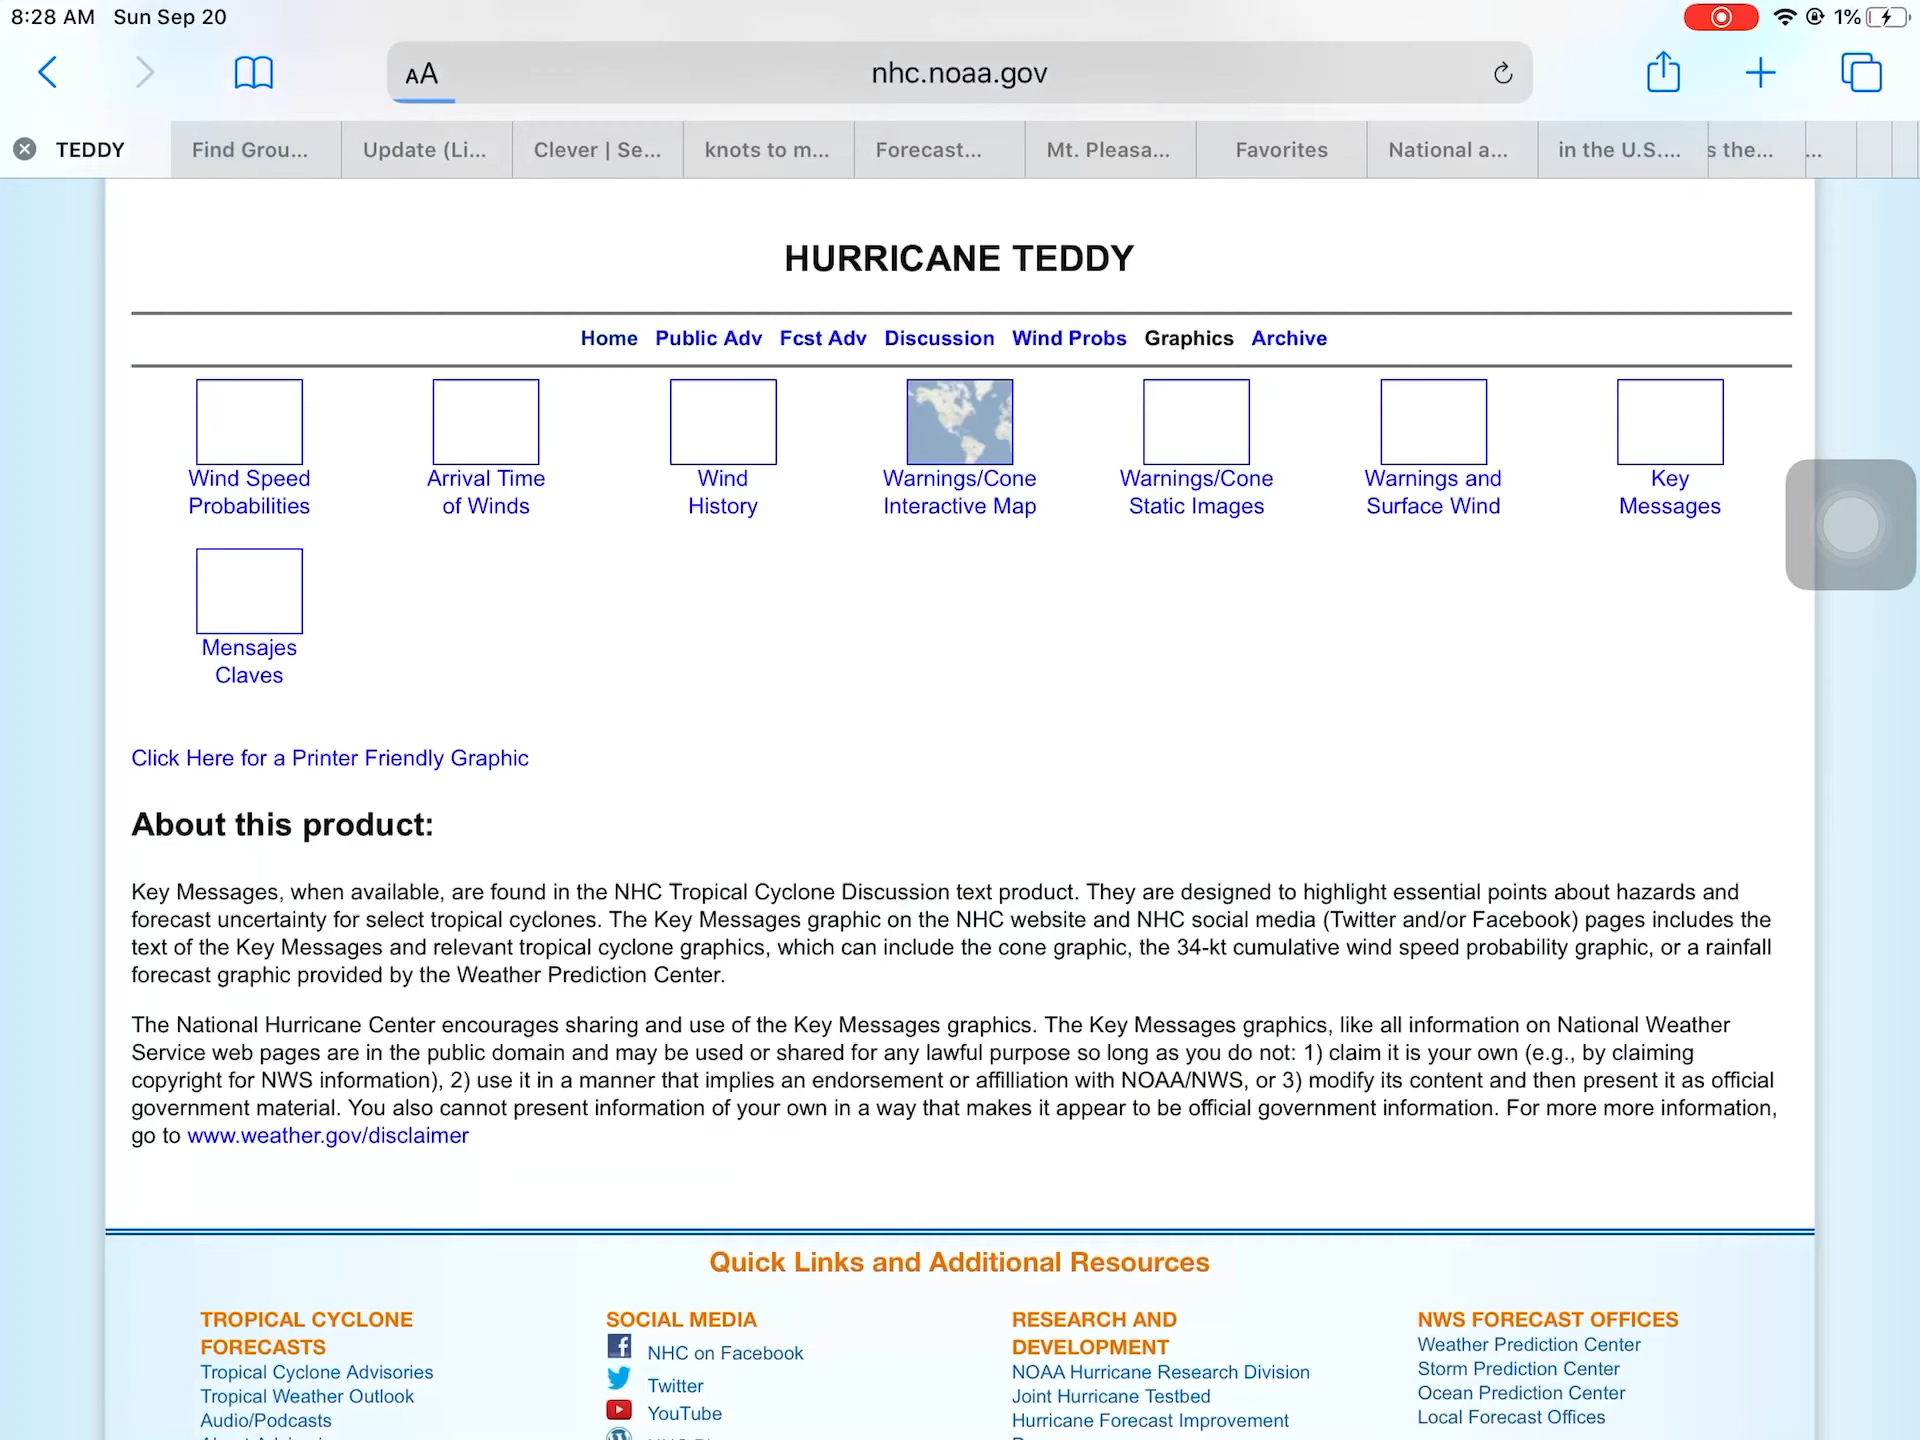 8:28 AM Sun Sep 20 1%
AA nhc.noaa.gov
TEDDY Find Grou... Update (Li... Clever | Se... knots to m... Forecast... Mt. Pleasa... Favorites National a... in the U.S.... s the... ...
HURRICANE TEDDY
Home Public Adv Fcst Adv Discussion Wind Probs Graphics Archive
Wind Speed Probabilities
Arrival Time of Winds
Wind History
Warnings/Cone Interactive Map
Warnings/Cone Static Images
Warnings and Surface Wind
Key Messages
Mensajes Claves
Click Here for a Printer Friendly Graphic
About this product:
Key Messages, when available, are found in the NHC Tropical Cyclone Discussion text product. They are designed to highlight essential points about hazards and
forecast uncertainty for select tropical cyclones. The Key Messages graphic on the NHC website and NHC social media (Twitter and/or Facebook) pages includes the
text of the Key Messages and relevant tropical cyclone graphics, which can include the cone graphic, the 34-kt cumulative wind speed probability graphic, or a rainfall
forecast graphic provided by the Weather Prediction Center.
The National Hurricane Center encourages sharing and use of the Key Messages graphics. The Key Messages graphics, like all information on National Weather
Service web pages are in the public domain and may be used or shared for any lawful purpose so long as you do not: 1) claim it is your own (e.g., by claiming
copyright for NWS information), 2) use it in a manner that implies an endorsement or affilliation with NOAA/NWS, or 3) modify its content and then present it as official
government material. You also cannot present information of your own in a way that makes it appear to be official government information. For more more information,
go to www.weather.gov/disclaimer
Quick Links and Additional Resources
TROPICAL CYCLONE
FORECASTS
Tropical Cyclone Advisories
Tropical Weather Outlook
Audio/Podcasts
SOCIAL MEDIA
NHC on Facebook
Twitter
YouTube
RESEARCH AND
DEVELOPMENT
NOAA Hurricane Research Division
Joint Hurricane Testbed
Hurricane Forecast Improvement
NWS FORECAST OFFICES
Weather Prediction Center
Storm Prediction Center
Ocean Prediction Center
Local Forecast Offices